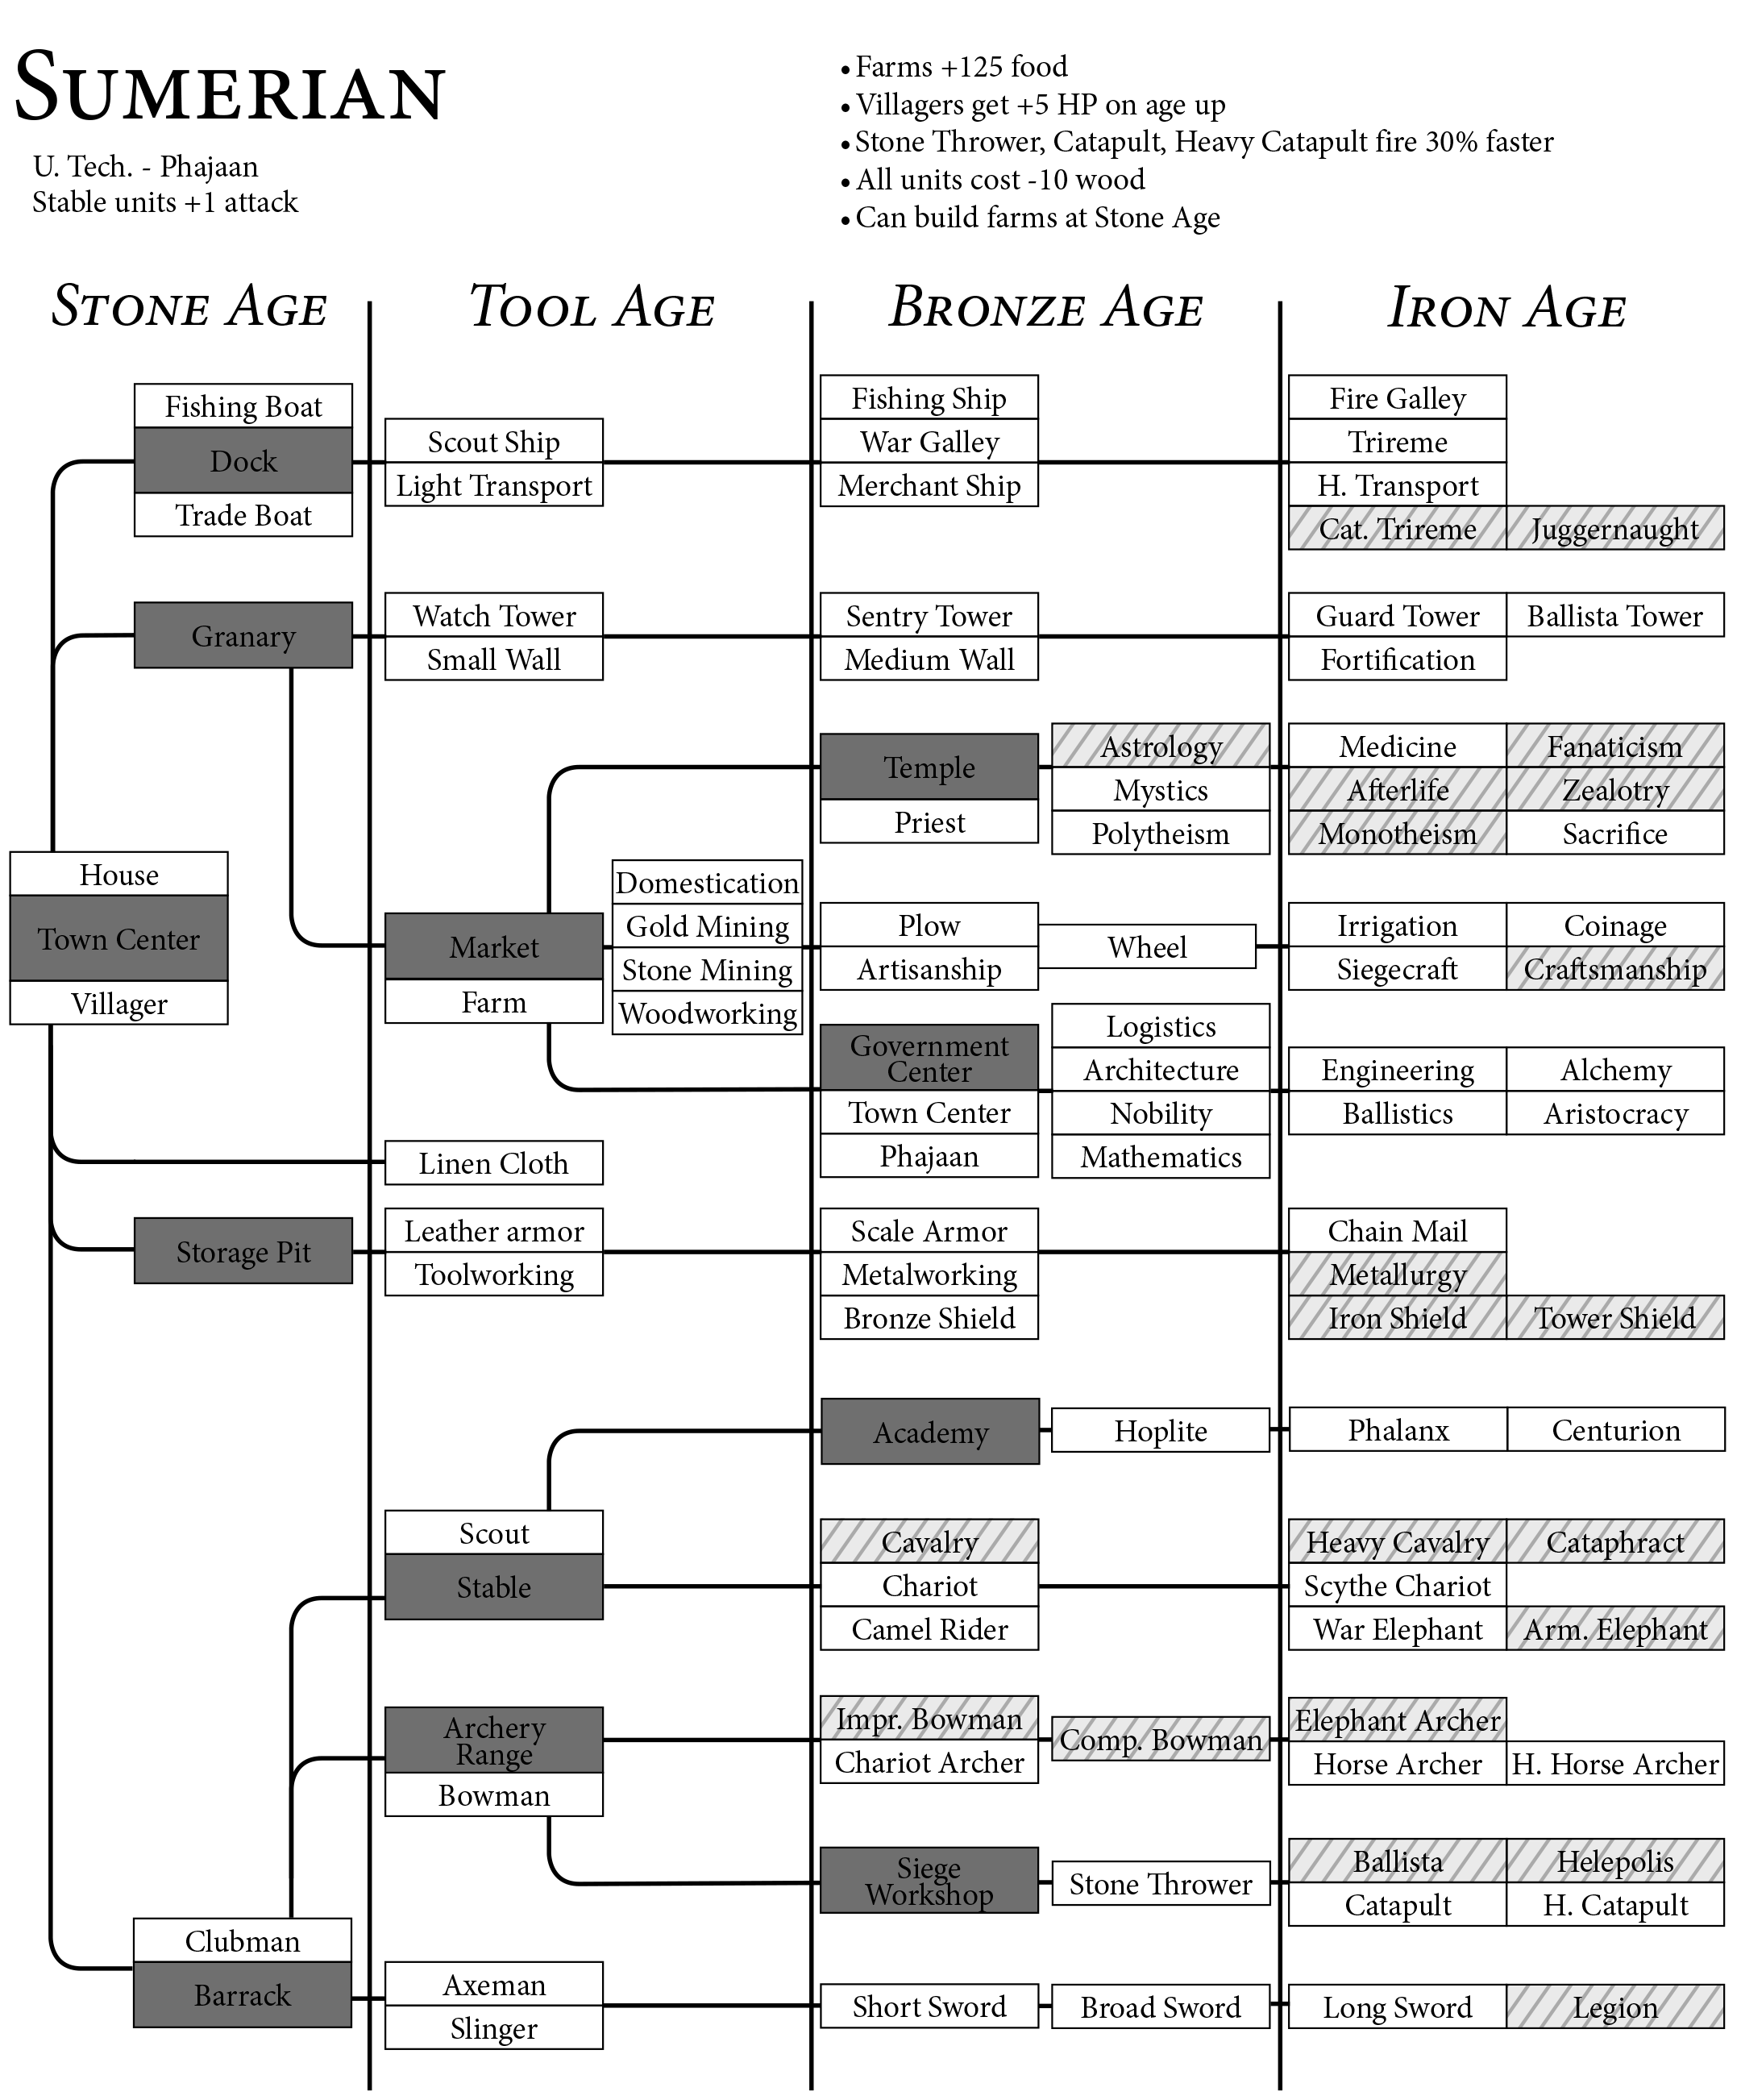 SUMERIAN
U. Tech. - Phajaan
Stable units +1 attack
• Farms +125 food
• Villagers get +5 HP on age up
• Stone Thrower, Catapult, Heavy Catapult fire 30% faster
• All units cost -10 wood
• Can build farms at Stone Age
STONE AGE
TOOL AGE
BRONZE AGE
IRON AGE
Fishing Boat
Dock
Trade Boat
Scout Ship
Light Transport
Fishing Ship
War Galley
Merchant Ship
Fire Galley
Trireme
H. Transport
Cat. Trireme
Juggernaught
Granary
Watch Tower
Small Wall
Sentry Tower
Medium Wall
Guard Tower
Ballista Tower
Fortification
Temple
Priest
Astrology
Mystics
Polytheism
Medicine
Fanaticism
Afterlife
Zealotry
Monotheism
Sacrifice
House
Town Center
Villager
Market
Farm
Domestication
Gold Mining
Stone Mining
Woodworking
Plow
Artisanship
Wheel
Irrigation
Coinage
Siegecraft
Craftsmanship
Government
Center
Town Center
Phajaan
Logistics
Architecture
Nobility
Mathematics
Engineering
Alchemy
Ballistics
Aristocracy
Linen Cloth
Storage Pit
Leather armor
Toolworking
Scale Armor
Metalworking
Bronze Shield
Chain Mail
Metallurgy
Iron Shield
Tower Shield
Academy
Hoplite
Phalanx
Centurion
Scout
Stable
Cavalry
Chariot
Camel Rider
Heavy Cavalry
Cataphract
Scythe Chariot
War Elephant
Arm. Elephant
Archery
Range
Bowman
Impr. Bowman
Chariot Archer
Comp. Bowman
Elephant Archer
Horse Archer
H. Horse Archer
Siege
Workshop
Stone Thrower
Ballista
Helepolis
Catapult
H. Catapult
Clubman
Barrack
Axeman
Slinger
Short Sword
Broad Sword
Long Sword
Legion